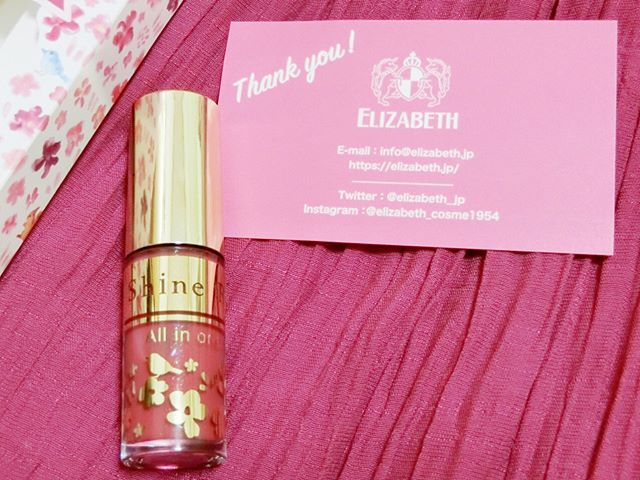 Thank you!
ELIZABETH
E-mail : info@elizabeth.jp
https://elizabeth.jp/
Twitter : @elizabeth_jp
Instagram : @elizabeth_cosme1954
Shine
All in